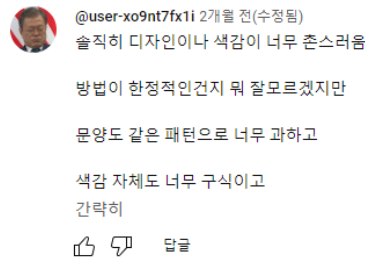 @user-xo9nt7fx1i 2개월 전(수정됨)
솔직히 디자인이나 색감이 너무 촌스러움
방법이 한정적인건지 뭐 잘모르겠지만
문양도 같은 패턴으로 너무 과하고
색감 자체도 너무 구식이고
간략히
답글